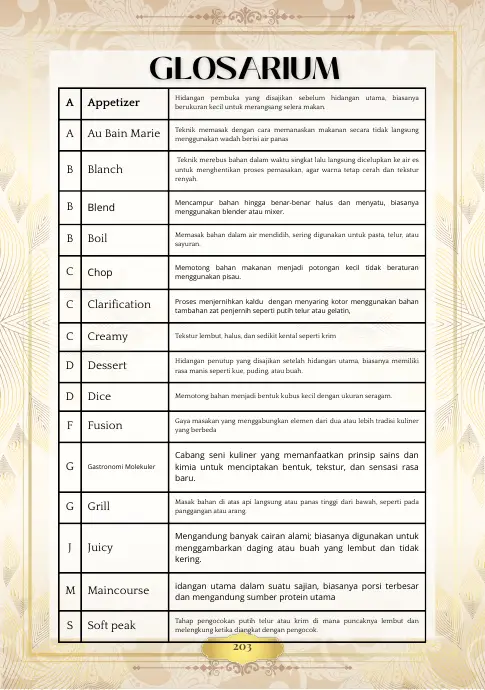 GLOSARIUM
A Appetizer Hidangan pembuka yang disajikan sebelum hidangan utama, biasanya
berukuran kecil untuk merangsang selera makan.
A Au Bain Marie Teknik memasak dengan cara memanaskan makanan secara tidak langsung
menggunakan wadah berisi air panas
B Blanch Teknik merebus bahan dalam waktu singkat lalu langsung dicelupkan ke air es
untuk menghentikan proses pemasakan, agar warna tetap cerah dan tekstur
renyah.
B Blend Mencampur bahan hingga benar-benar halus dan menyatu, biasanya
menggunakan blender atau mixer.
B Boil Memasak bahan dalam air mendidih, sering digunakan untuk pasta, telur, atau
sayuran.
C Chop Memotong bahan makanan menjadi potongan kecil tidak beraturan
menggunakan pisau.
C Clarification Proses menjernihkan kaldu dengan menyaring kotor menggunakan bahan
tambahan zat penjernih seperti putih telur atau gelatin,
C Creamy Tekstur lembut, halus, dan sedikit kental seperti krim
D Dessert Hidangan penutup yang disajikan setelah hidangan utama, biasanya memiliki
rasa manis seperti kue, puding, atau buah.
D Dice Memotong bahan menjadi bentuk kubus kecil dengan ukuran seragam.
F Fusion Gaya masakan yang menggabungkan elemen dari dua atau lebih tradisi kuliner
yang berbeda
G Gastronomi Molekuler Cabang seni kuliner yang memanfaatkan prinsip sains dan
kimia untuk menciptakan bentuk, tekstur, dan sensasi rasa
baru.
G Grill Masak bahan di atas api langsung atau panas tinggi dari bawah, seperti pada
panggangan atau arang
J Juicy Mengandung banyak cairan alami; biasanya digunakan untuk
menggambarkan daging atau buah yang lembut dan tidak
kering.
M Maincourse idangan utama dalam suatu sajian, biasanya porsi terbesar
dan mengandung sumber protein utama
S Soft peak Tahap pengocokan putih telur atau krim di mana puncaknya lembut dan
melengkung ketika diangkat dengan pengocok.
203